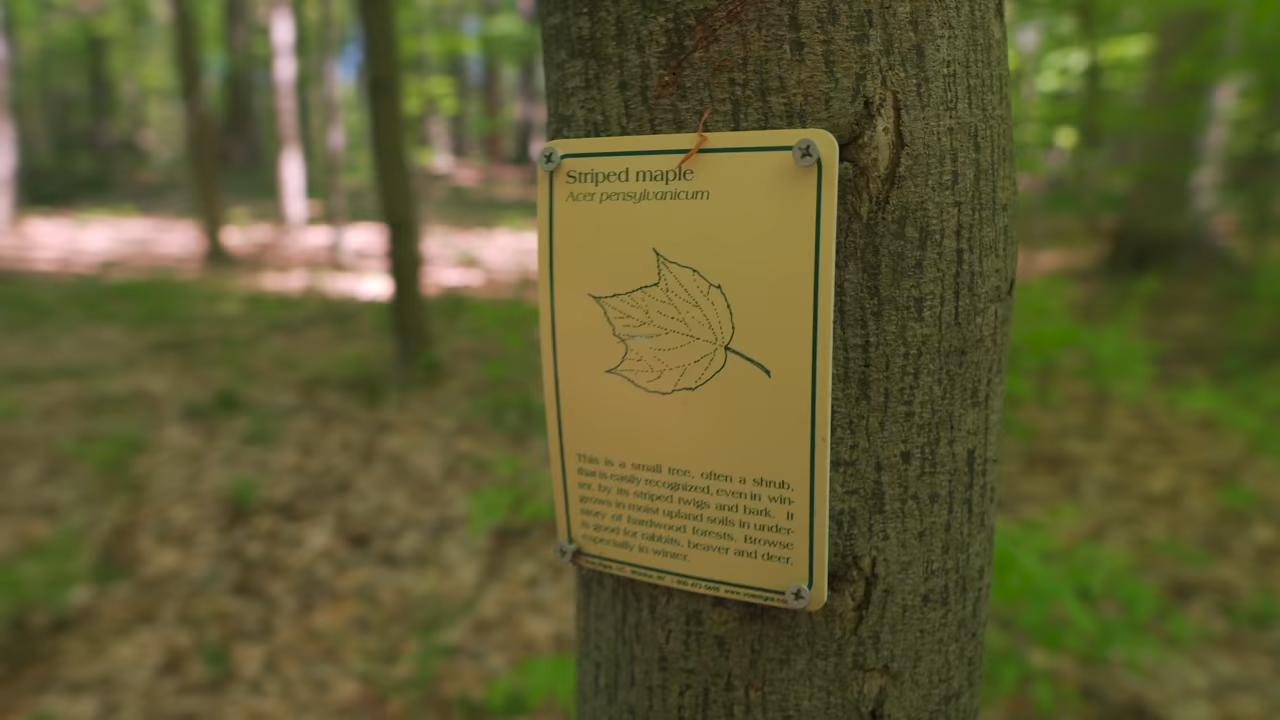 Striped maple
Acer pensylvanicum
This is a small tree, often a shrub,
that is easily recognized, even in win-
ter, by its striped twigs and bark. It
grows in moist upland soils in under-
story of hardwood forests. Browse
is good for rabbits, beaver and deer,
especially in winter.